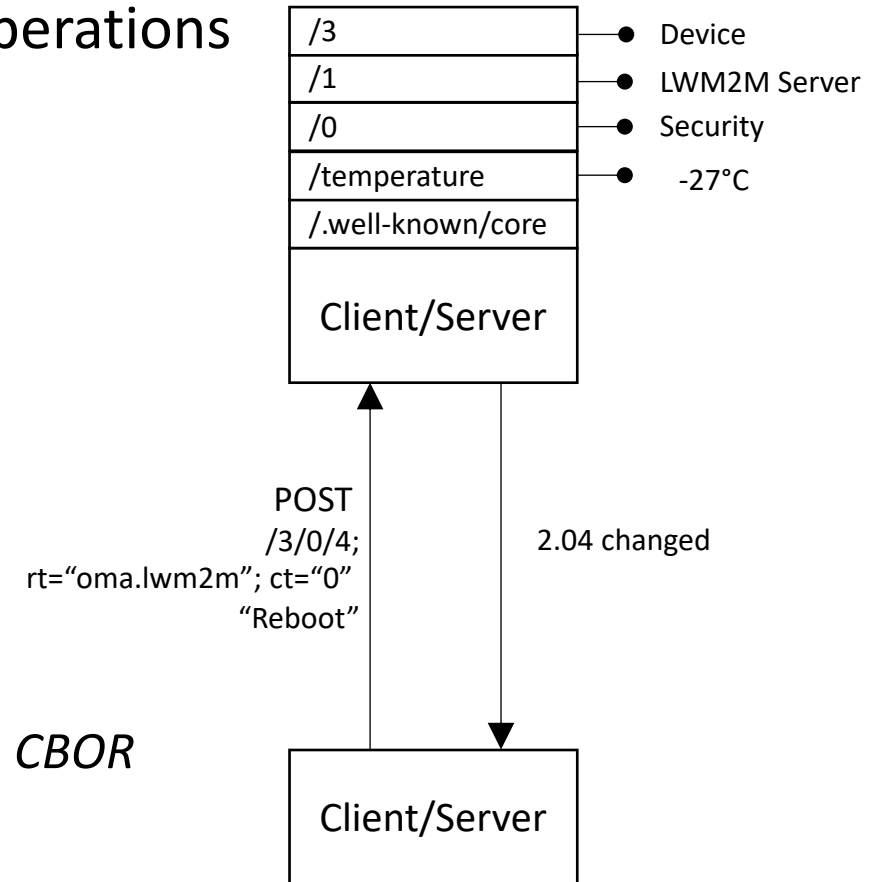 perations
/3
Device
/1
LWM2M Server
/0
Security
/temperature
-27°C
/.well-known/core
Client/Server
POST
/3/0/4;
2.04 changed
rt=“oma.lwm2m”; ct=“0”
“Reboot”
CBOR
Client/Server